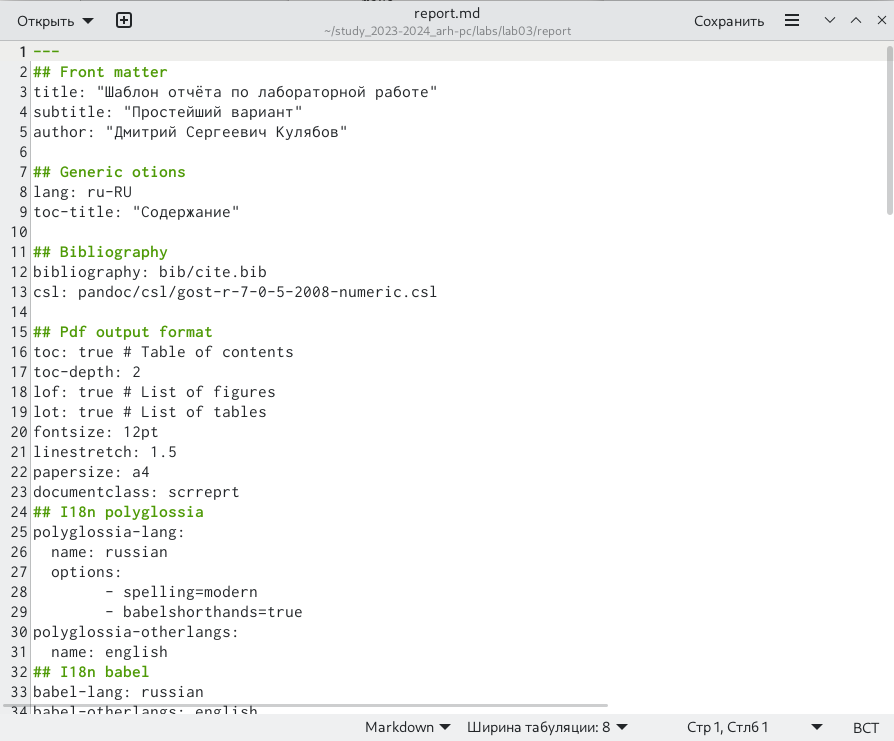 Открыть
report.md
~/study_2023-2024_arh-pc/labs/lab03/report
Сохранить
1 ---
2 ## Front matter
3 title: "Шаблон отчёта по лабораторной работе"
4 subtitle: "Простейший вариант"
5 author: "Дмитрий Сергеевич Кулябов"
6
7 ## Generic otions
8 lang: ru-RU
9 toc-title: "Содержание"
10
11 ## Bibliography
12 bibliography: bib/cite.bib
13 csl: pandoc/csl/gost-r-7-0-5-2008-numeric.csl
14
15 ## Pdf output format
16 toc: true # Table of contents
17 toc-depth: 2
18 lof: true # List of figures
19 lot: true # List of tables
20 fontsize: 12pt
21 linestretch: 1.5
22 papersize: a4
23 documentclass: scrreprt
24 ## I18n polyglossia
25 polyglossia-lang:
26   name: russian
27   options:
28         - spelling=modern
29         - babelshorthands=true
30 polyglossia-otherlangs:
31   name: english
32 ## I18n babel
33 babel-lang: russian
34 babel-otherlangs: english
Markdown
Ширина табуляции: 8
Стр 1, Стлб 1
ВСТ